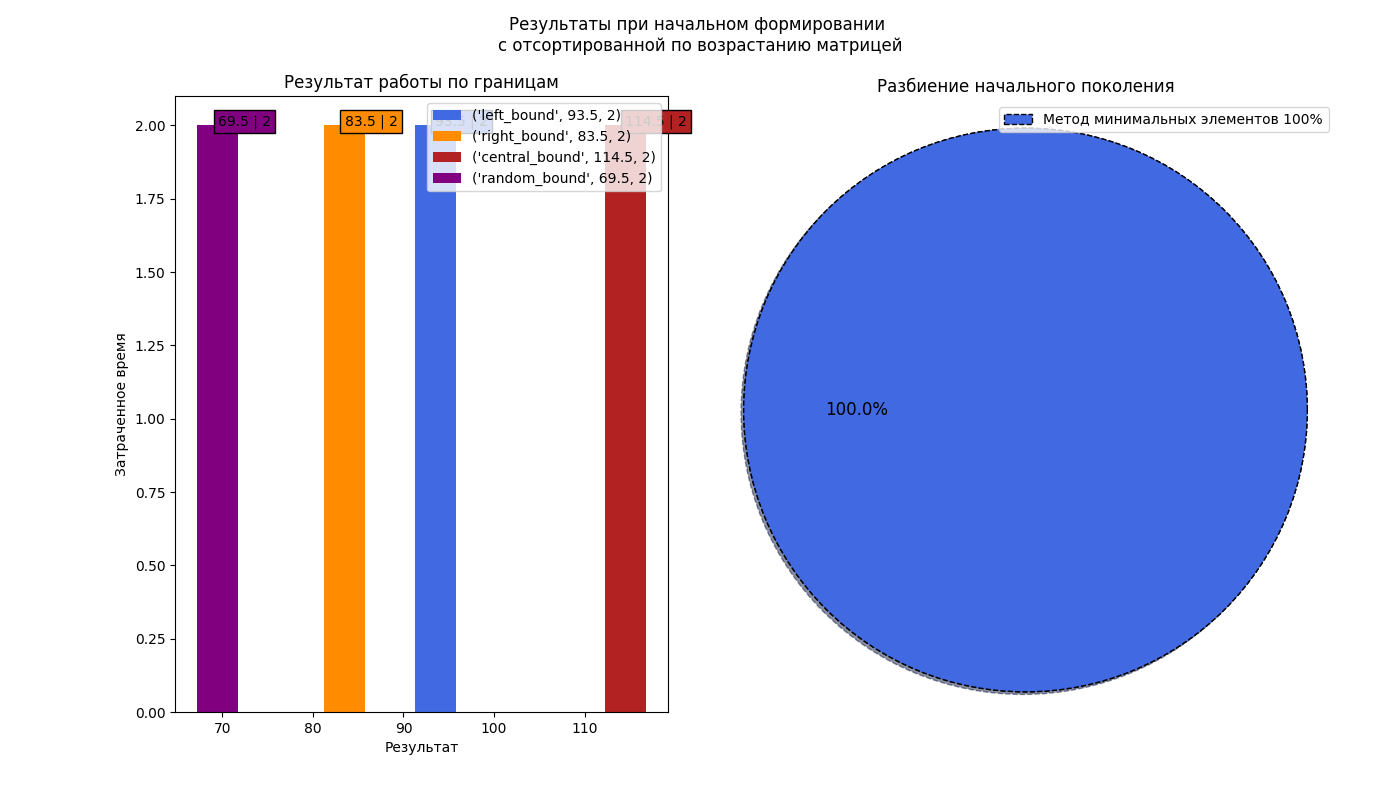 Результаты при начальном формировании
с отсортированной по возрастанию матрицей
Результат работы по границам
69.5 | 2
83.5 | 2
114.5 | 2
('left_bound', 93.5, 2)
('right_bound', 83.5, 2)
('central_bound', 114.5, 2)
('random_bound', 69.5, 2)
2.00
1.75
1.50
1.25
1.00
0.75
0.50
0.25
0.00
Затраченное время
70
80
90
100
110
Результат
Разбиение начального поколения
Метод минимальных элементов 100%
100.0%